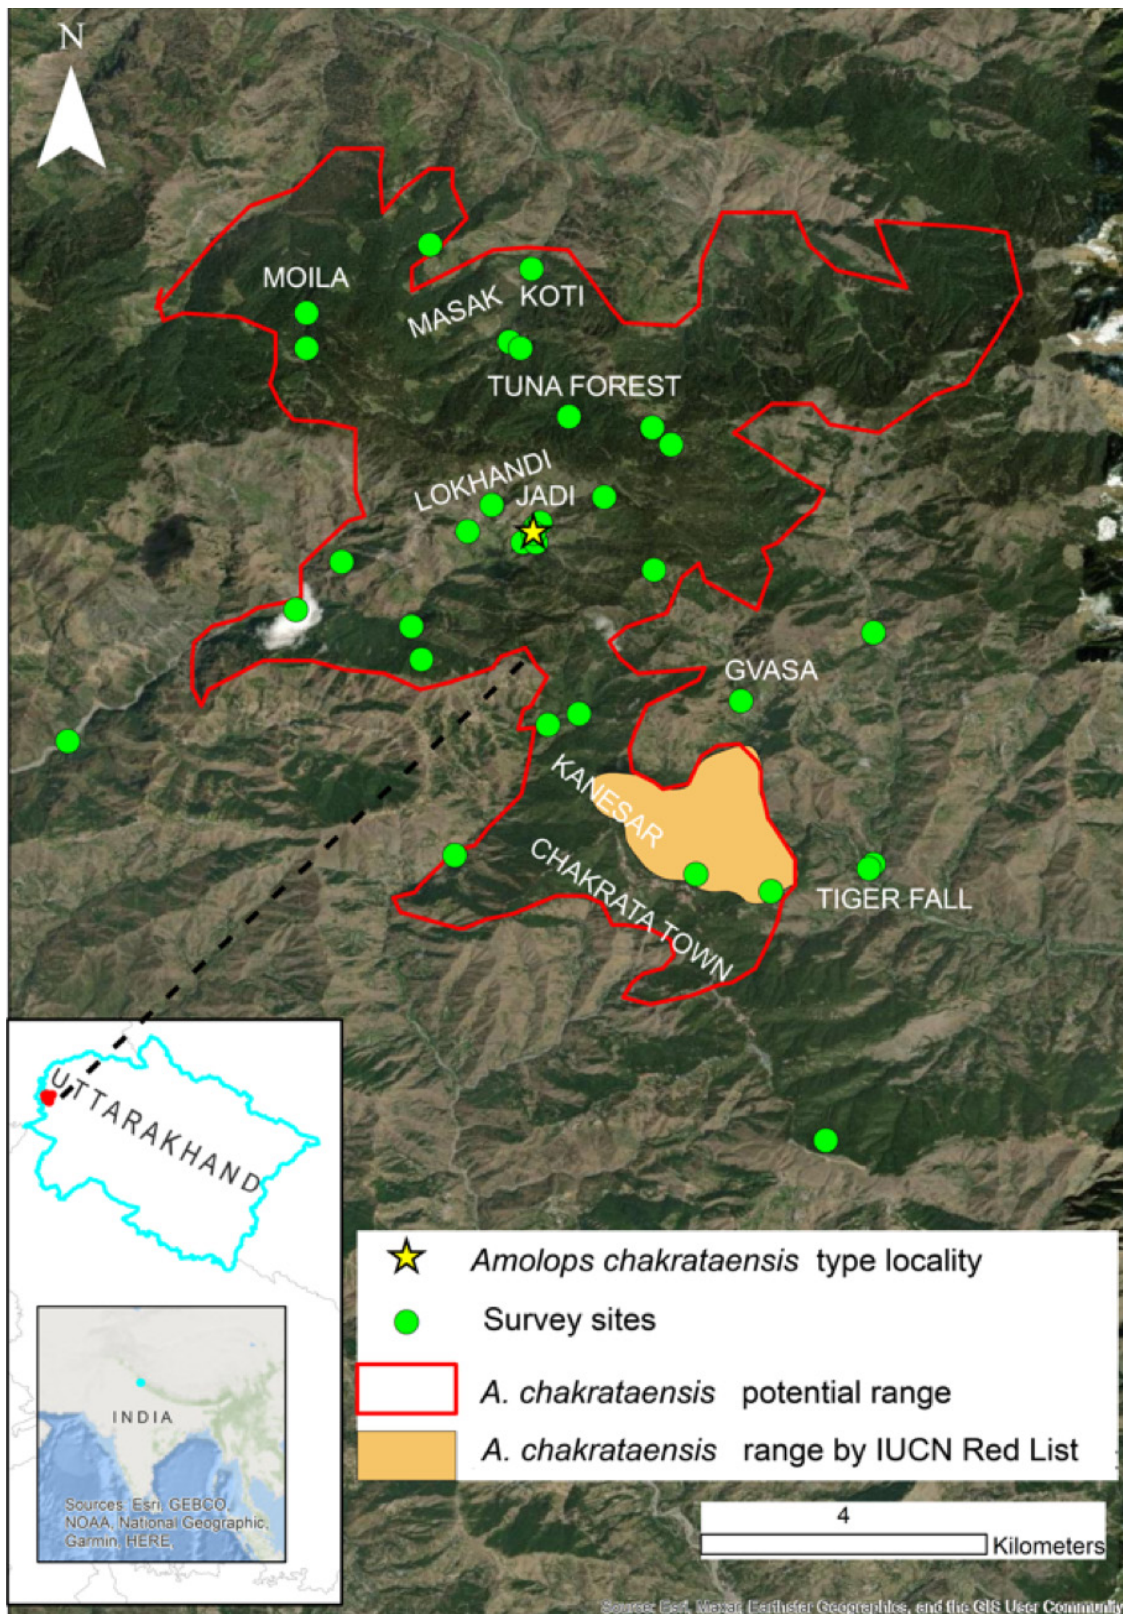 N
MOILA
MASAK
KOTI
TUNA FOREST
LOKHANDI
JADI
GVASA
KANESAR
CHAKRATA TOWN
TIGER FALL
UTTARAKHAND
INDIA
Sources: Esri, GEBCO,
NOAA, National Geographic,
Garmin, HERE,
Amolops chakrataensis type locality
Survey sites
A. chakrataensis potential range
A. chakrataensis range by IUCN Red List
4
Kilometers
Source: Esri, Maxar, Earthstar Geographics, and the GIS User Community